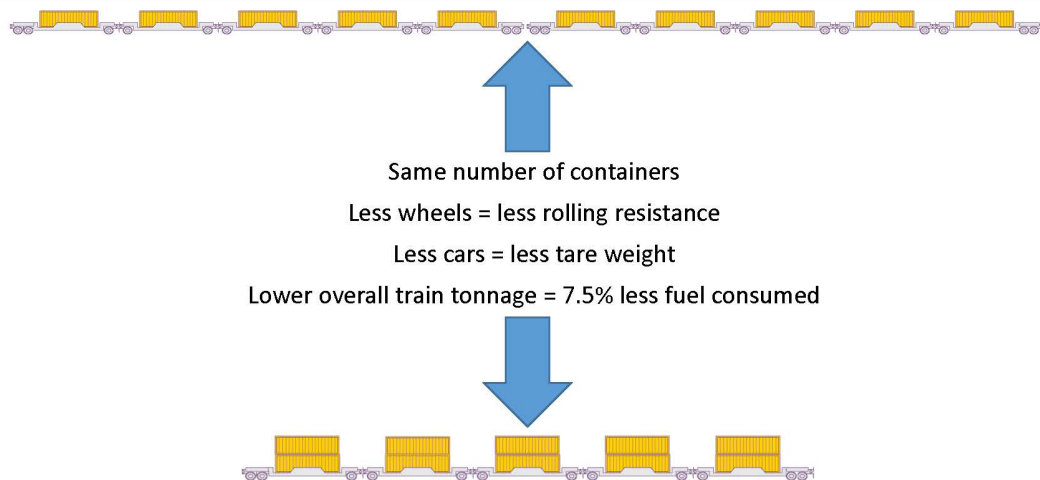 Same number of containers
Less wheels = less rolling resistance
Less cars = less tare weight
Lower overall train tonnage = 7.5% less fuel consumed